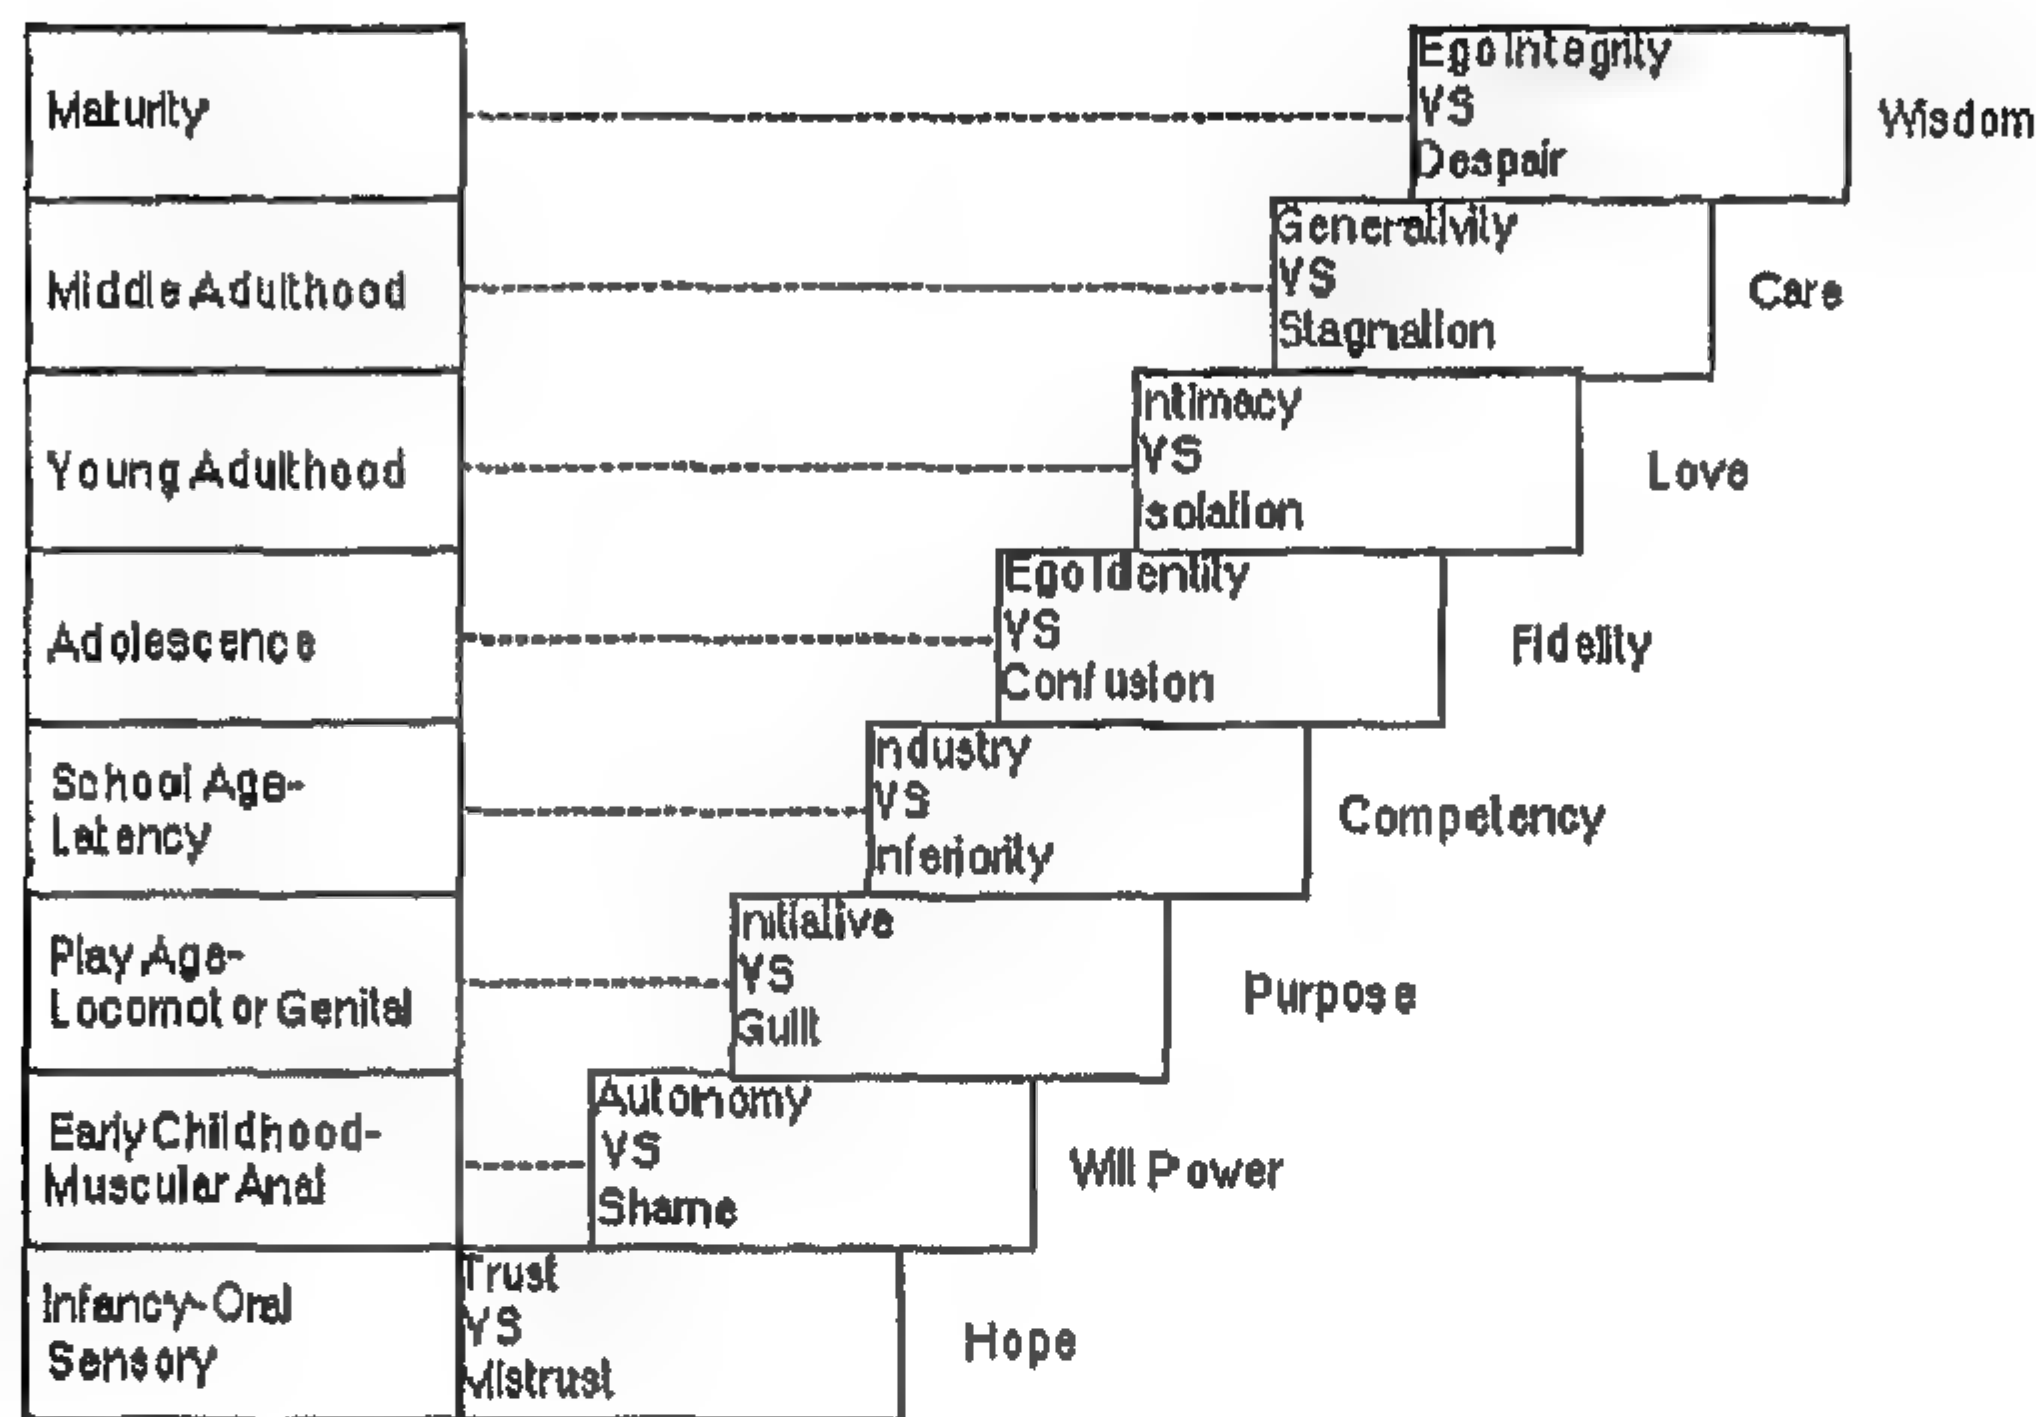 Maturity
Ego Integrity
VS
Despair
Wisdom
Middle Adulthood
Generativity
VS
Stagnation
Care
Young Adulthood
Intimacy
VS
Isolation
Love
Adolescence
Ego Identity
VS
Confusion
Fidelity
School Age-
Latency
Industry
VS
Inferiority
Competency
Play Age-
Locomotor Genital
Initiative
VS
Guilt
Purpose
Early Childhood-
Muscular Anal
Autonomy
VS
Shame
Will Power
Infancy-Oral
Sensory
Trust
VS
Mistrust
Hope